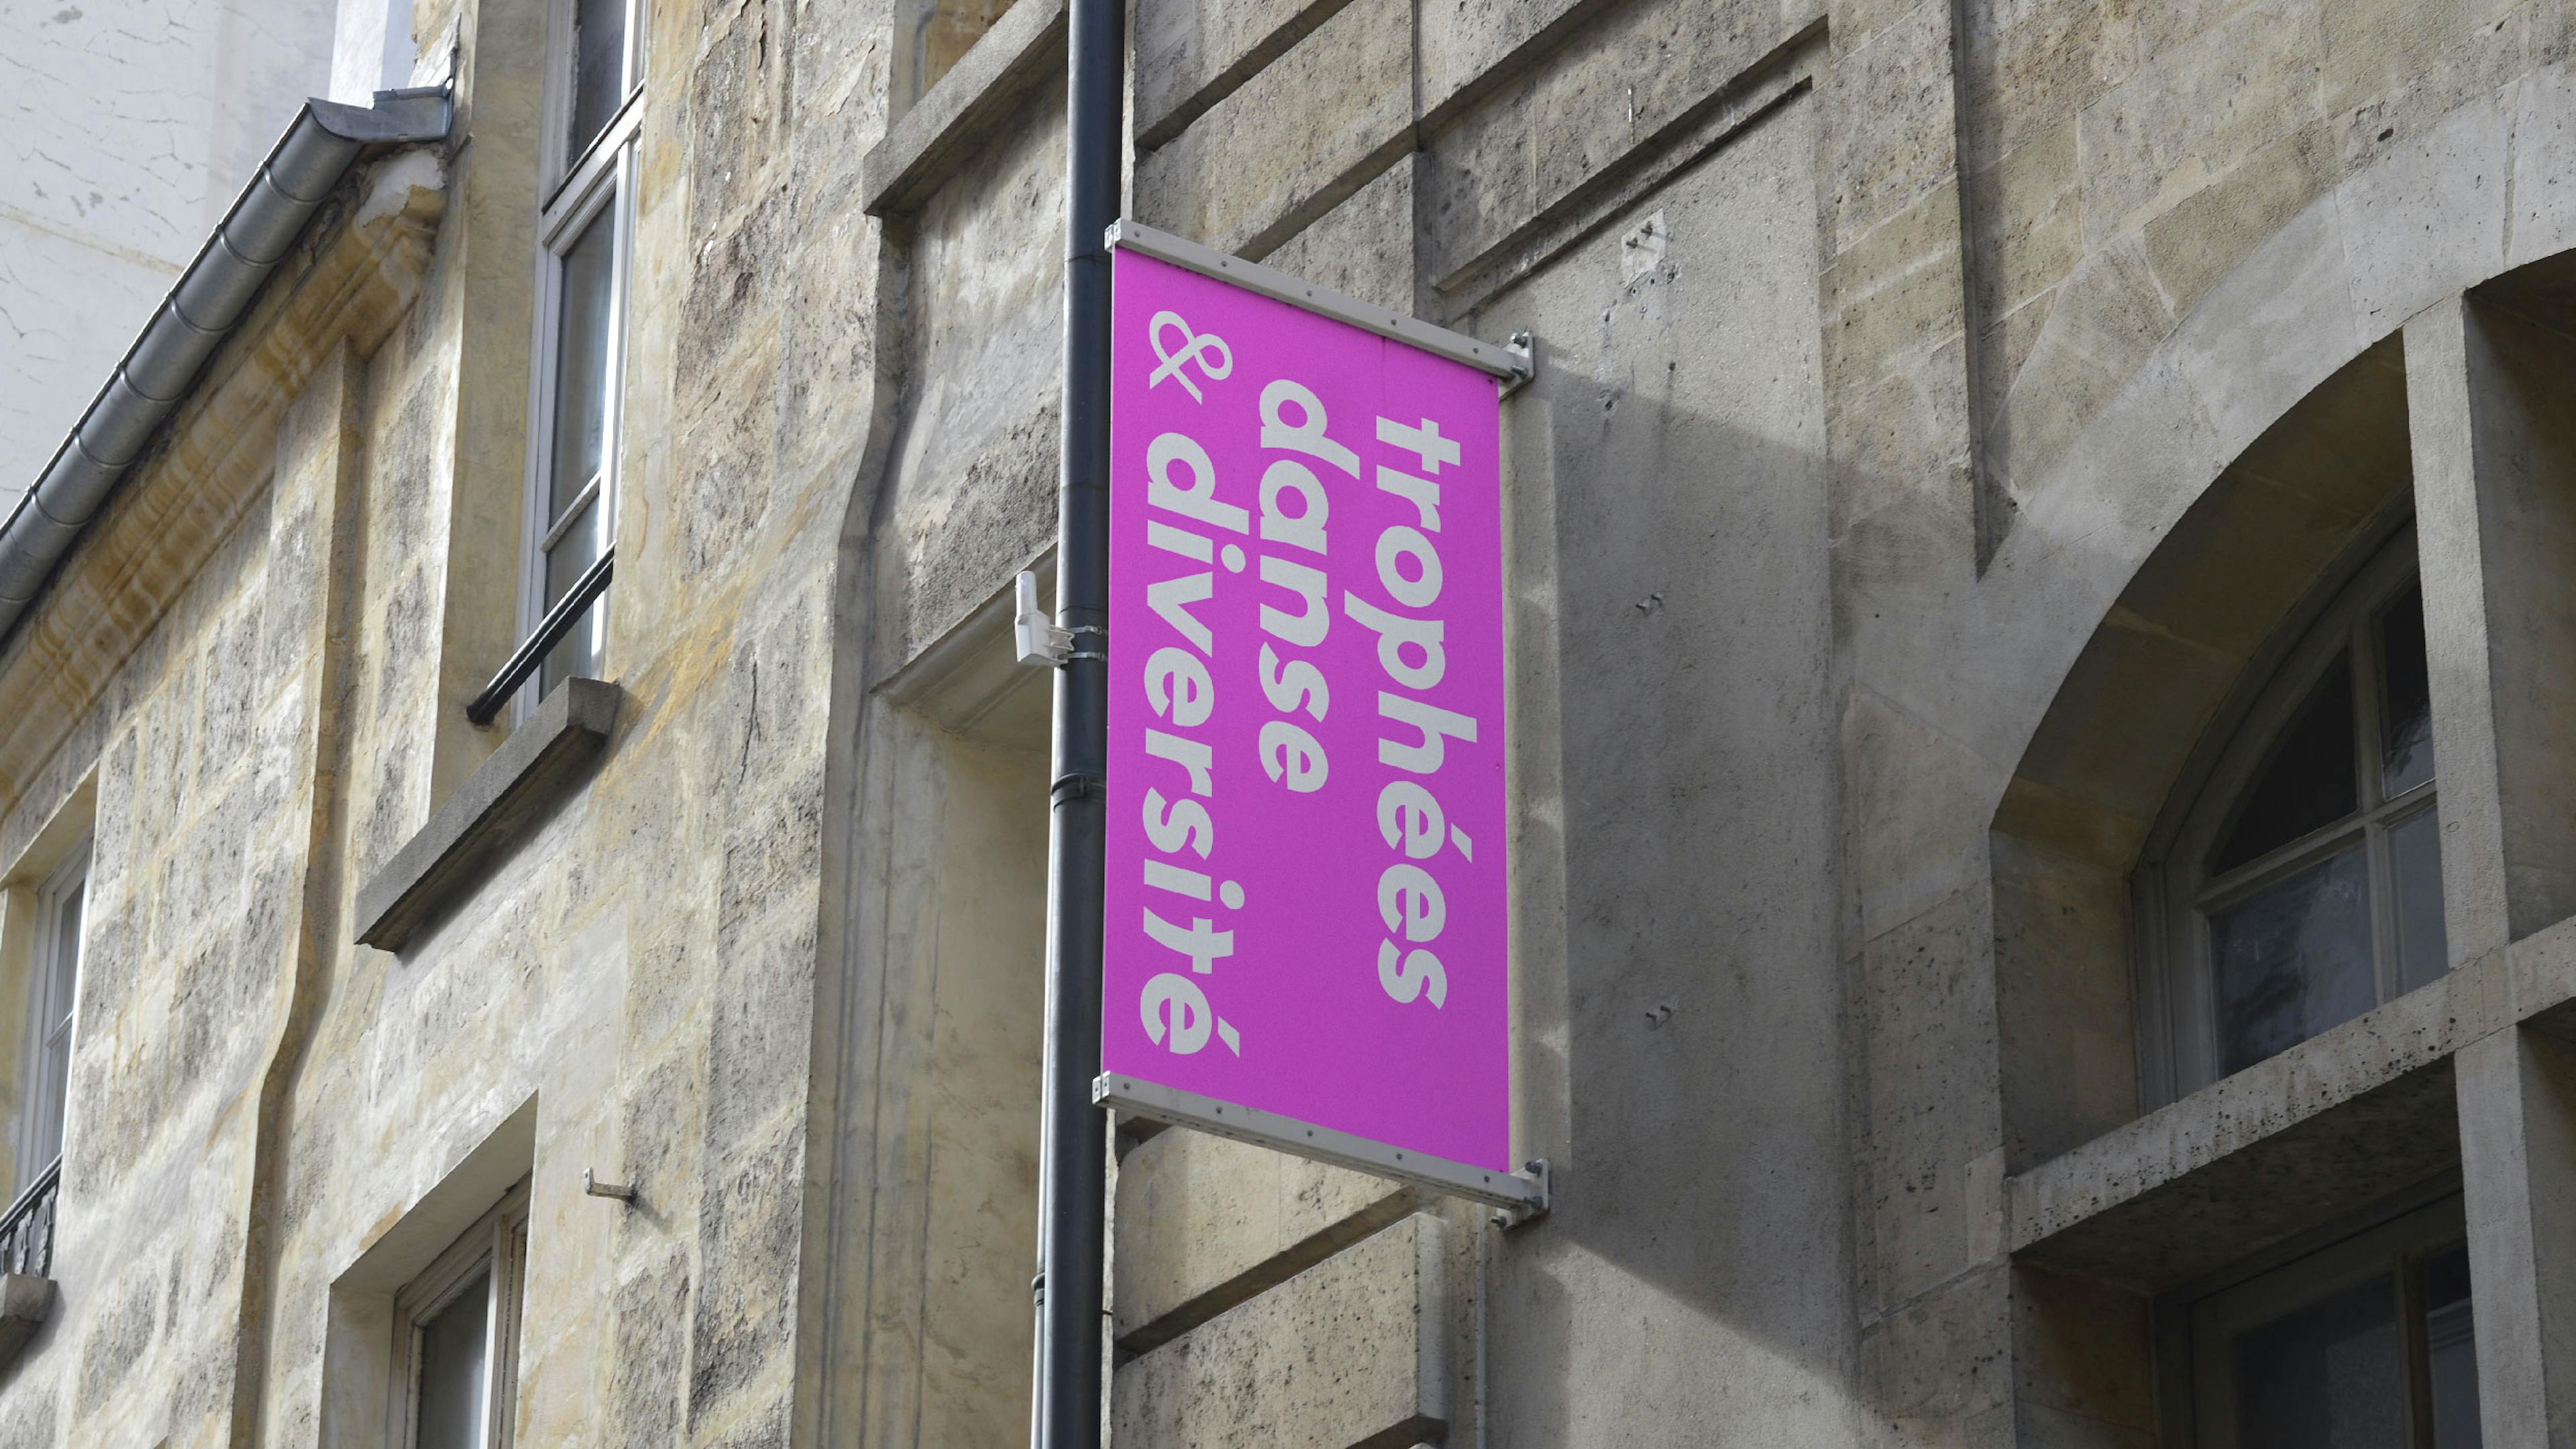 trophées
danse
& diversité